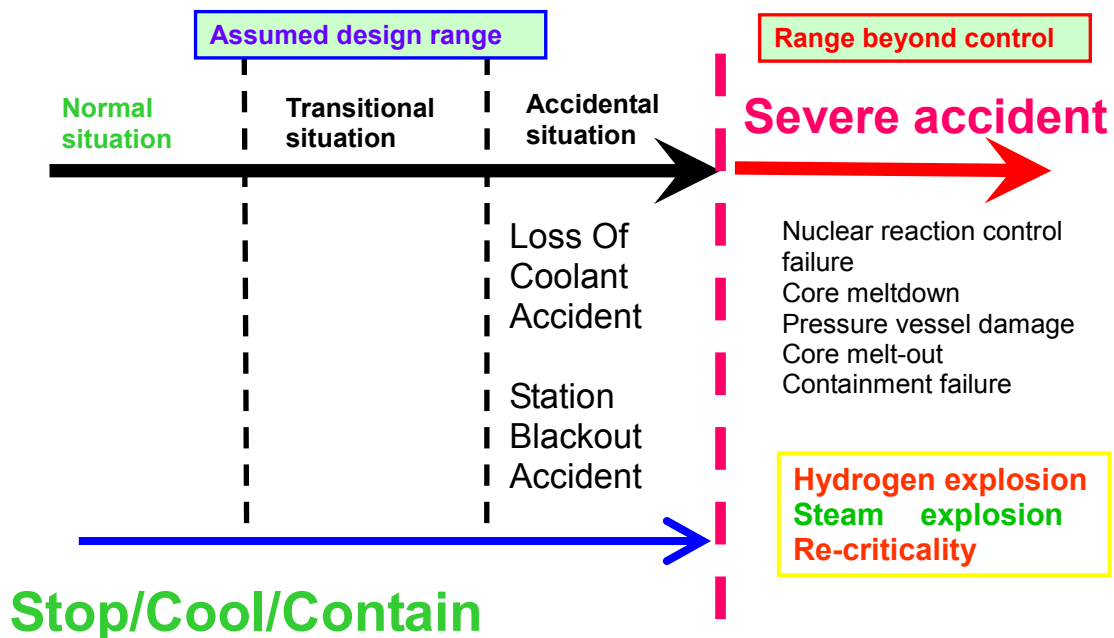 Assumed design range
Range beyond control
Normal
situation
Transitional
situation
Accidental
situation
Severe accident
Loss Of
Coolant
Accident
Station
Blackout
Accident
Nuclear reaction control
failure
Core meltdown
Pressure vessel damage
Core melt-out
Containment failure
Hydrogen explosion
Steam explosion
Re-criticality
Stop/Cool/Contain